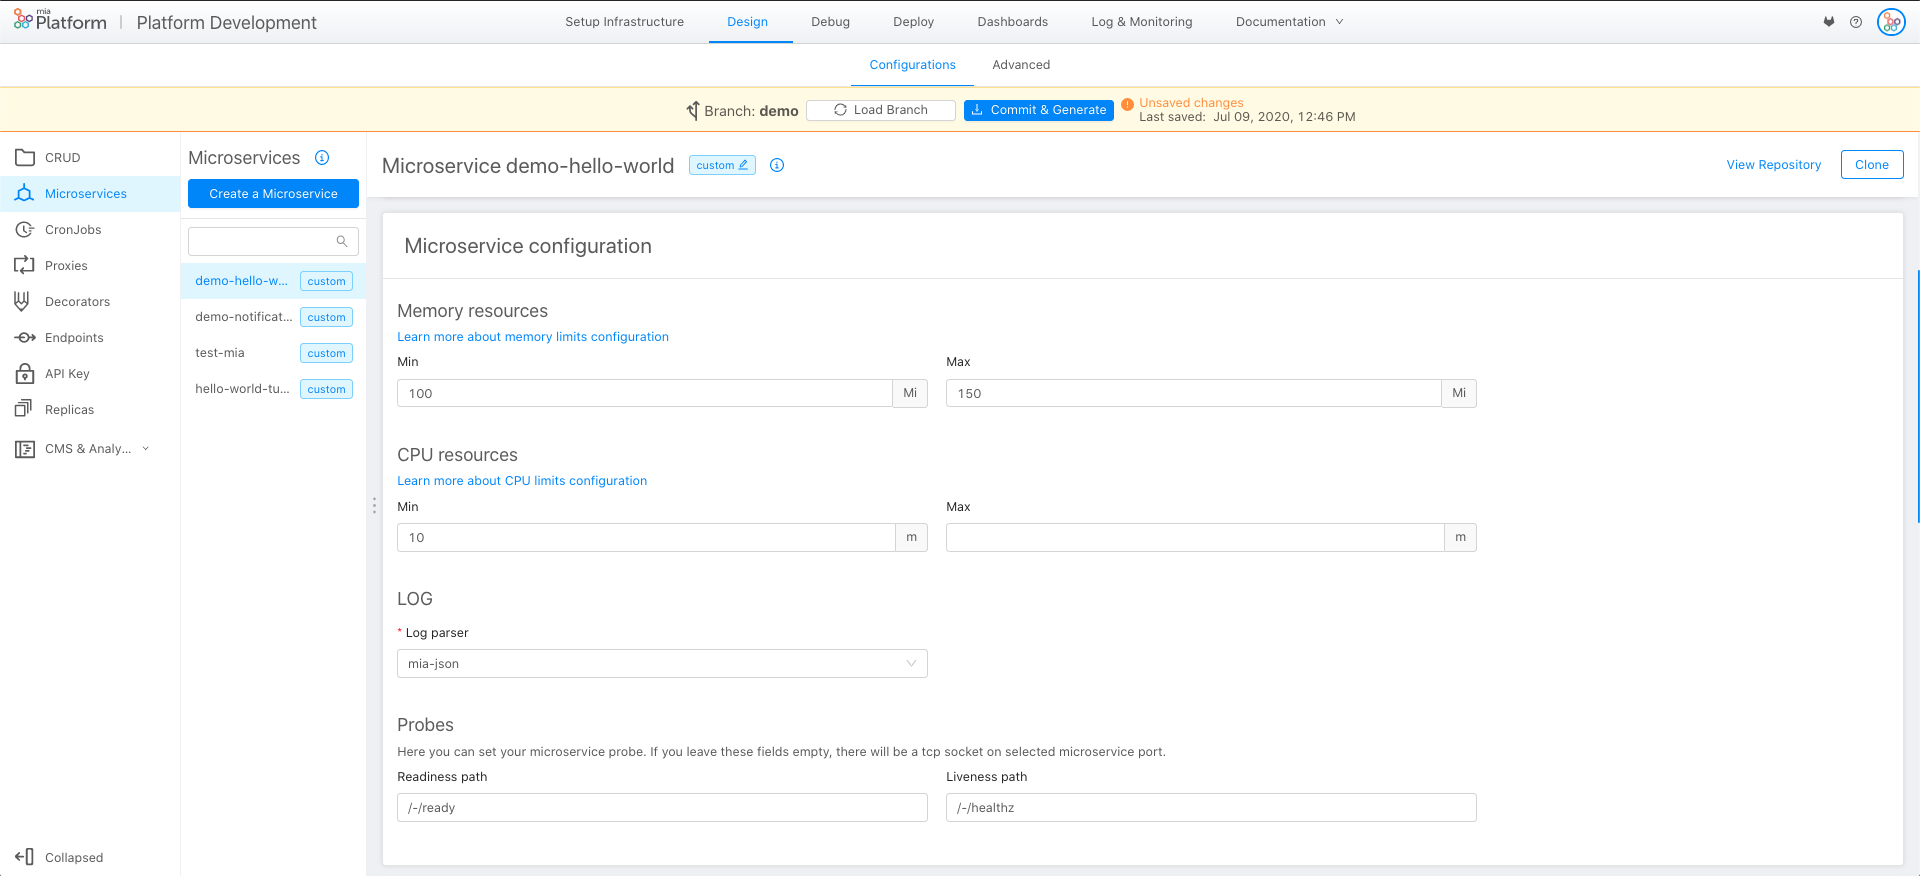 mia
Platform | Platform Development
Setup Infrastructure
Design
Debug
Deploy
Dashboards
Log & Monitoring
Documentation
Configurations
Advanced
Branch: demo
Load Branch
Commit & Generate
Unsaved changes
Last saved: Jul 09, 2020, 12:46 PM
CRUD
Microservices
CronJobs
Proxies
Decorators
Endpoints
API Key
Replicas
CMS & Analy...
Collapsed
Microservices
Create a Microservice
demo-hello-w... custom
demo-notificat... custom
test-mia custom
hello-world-tu... custom
Microservice demo-hello-world custom
View Repository
Clone
Microservice configuration
Memory resources
Learn more about memory limits configuration
Min
100 Mi
Max
150 Mi
CPU resources
Learn more about CPU limits configuration
Min
10 m
Max
m
LOG
* Log parser
mia-json
Probes
Here you can set your microservice probe. If you leave these fields empty, there will be a tcp socket on selected microservice port.
Readiness path
/-/ready
Liveness path
/-/healthz